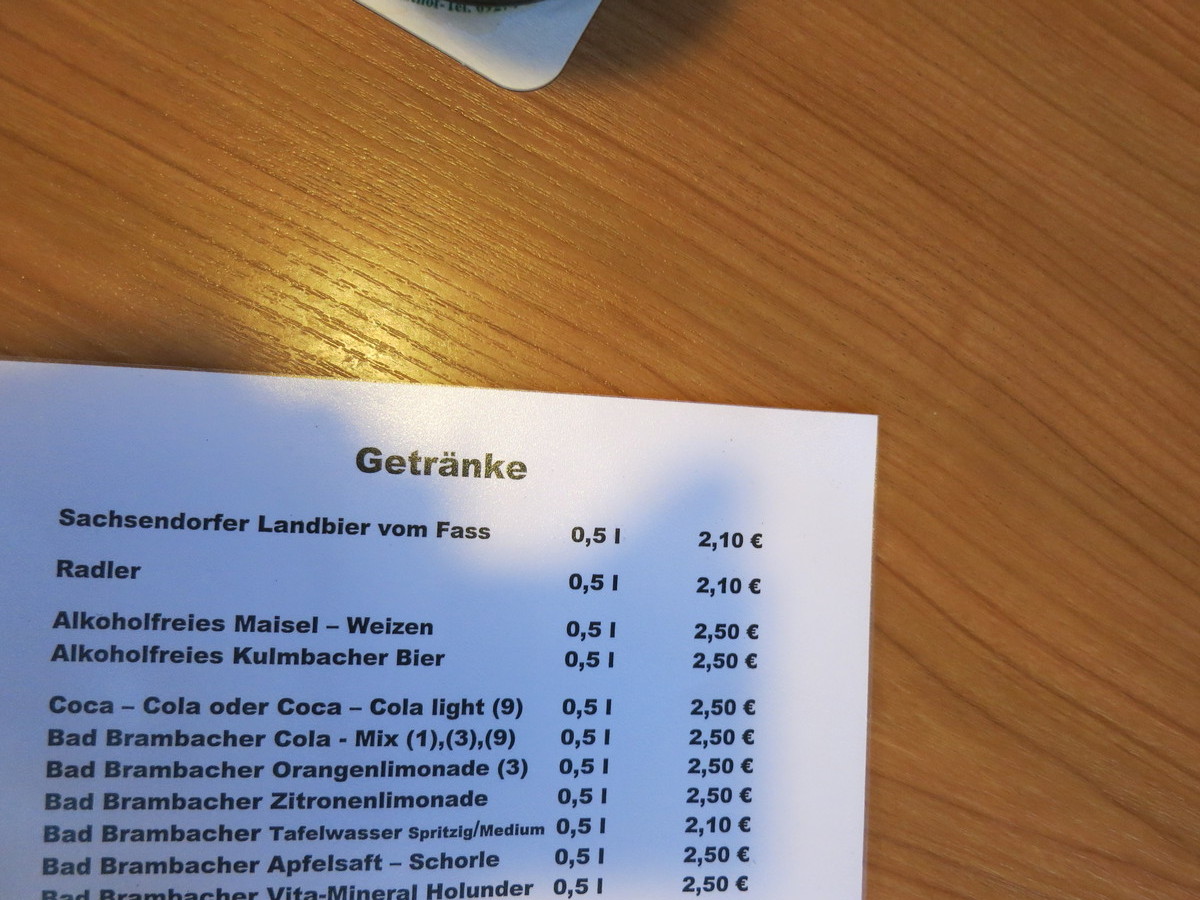 Tel.
Getränke
Sachsendorfer Landbier vom Fass 0,5 l 2,10 €
Radler 0,5 l 2,10 €
Alkoholfreies Maisel – Weizen 0,5 l 2,50 €
Alkoholfreies Kulmbacher Bier 0,5 l 2,50 €
Coca – Cola oder Coca – Cola light (9) 0,5 l 2,50 €
Bad Brambacher Cola - Mix (1),(3),(9) 0,5 l 2,50 €
Bad Brambacher Orangenlimonade (3) 0,5 l 2,50 €
Bad Brambacher Zitronenlimonade 0,5 l 2,50 €
Bad Brambacher Tafelwasser Spritzig/Medium 0,5 l 2,10 €
Bad Brambacher Apfelsaft – Schorle 0,5 l 2,50 €
Bad Brambacher Vita-Mineral Holunder 0,5 l 2,50 €